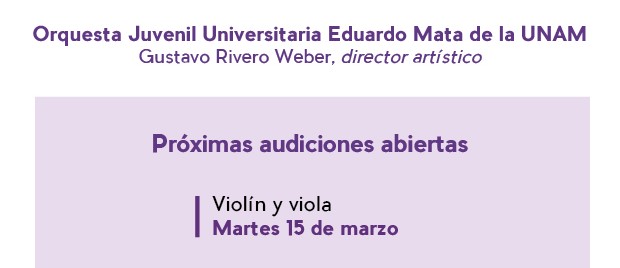 Orquesta Juvenil Universitaria Eduardo Mata de la UNAM
Gustavo Rivero Weber, director artístico
Próximas audiciones abiertas
Violín y viola
Martes 15 de marzo